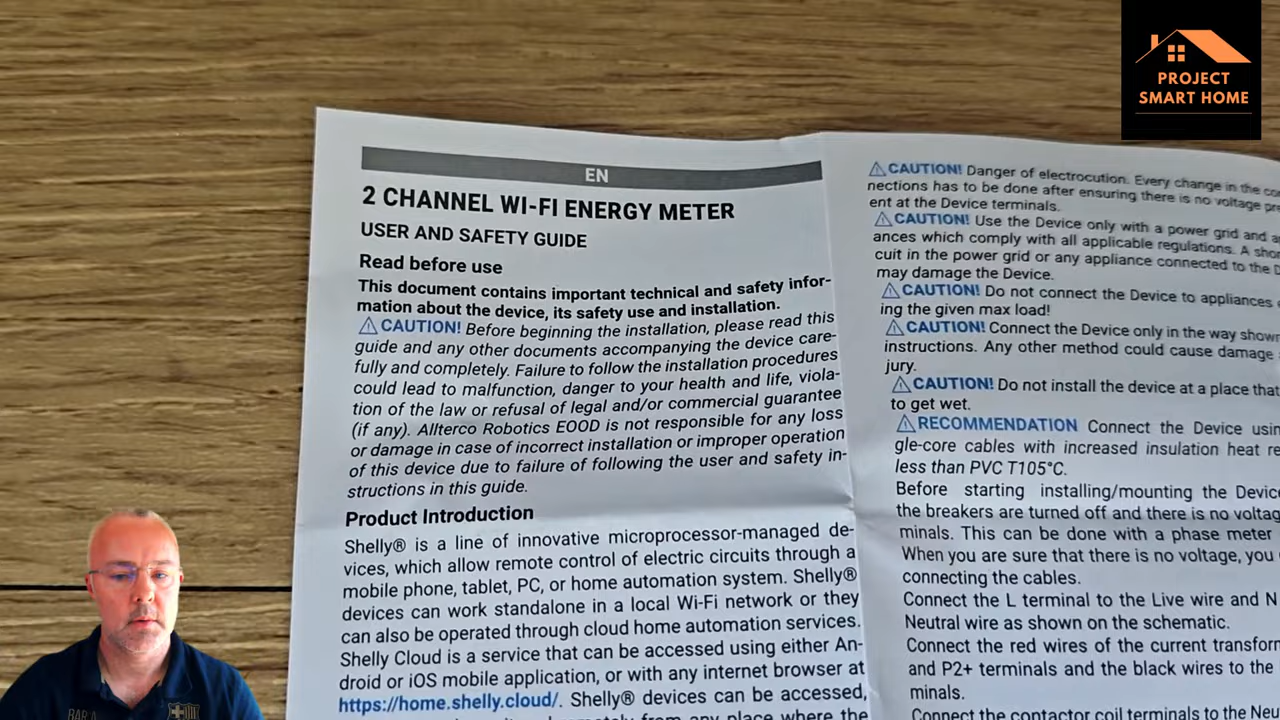 PROJECT
SMART HOME
EN
2 CHANNEL WI-FI ENERGY METER
USER AND SAFETY GUIDE
Read before use
This document contains important technical and safety infor-
mation about the device, its safety use and installation.
⚠CAUTION! Before beginning the installation, please read this
guide and any other documents accompanying the device care-
fully and completely. Failure to follow the installation procedures
could lead to malfunction, danger to your health and life, viola-
tion of the law or refusal of legal and/or commercial guarantee
(if any). Allterco Robotics EOOD is not responsible for any loss
or damage in case of incorrect installation or improper operation
of this device due to failure of following the user and safety in-
structions in this guide.
Product Introduction
Shelly® is a line of innovative microprocessor-managed de-
vices, which allow remote control of electric circuits through a
mobile phone, tablet, PC, or home automation system. Shelly®
devices can work standalone in a local Wi-Fi network or they
can also be operated through cloud home automation services.
Shelly Cloud is a service that can be accessed using either An-
droid or iOS mobile application, or with any internet browser at
https://home.shelly.cloud/. Shelly® devices can be accessed,
from any place where the
⚠CAUTION! Danger of electrocution. Every change in the
nections has to be done after ensuring there is no voltage
ent at the Device terminals.
⚠CAUTION! Use the Device only with a power grid and
ances which comply with all applicable regulations. A
cuit in the power grid or any appliance connected to the
may damage the Device.
⚠CAUTION! Do not connect the Device to appliances
ing the given max load!
⚠CAUTION! Connect the Device only in the way shown
instructions. Any other method could cause damage
jury.
⚠CAUTION! Do not install the device at a place that
to get wet.
⚠RECOMMENDATION Connect the Device
gle-core cables with increased insulation heat
less than PVC T105°C.
Before starting installing/mounting the
the breakers are turned off and there is no
minals. This can be done with a phase meter
When you are sure that there is no voltage, you
connecting the cables.
Connect the L terminal to the Live wire and N
Neutral wire as shown on the schematic.
Connect the red wires of the current
and P2+ terminals and the black wires to the
minals.
Connect the contactor coil terminals to the